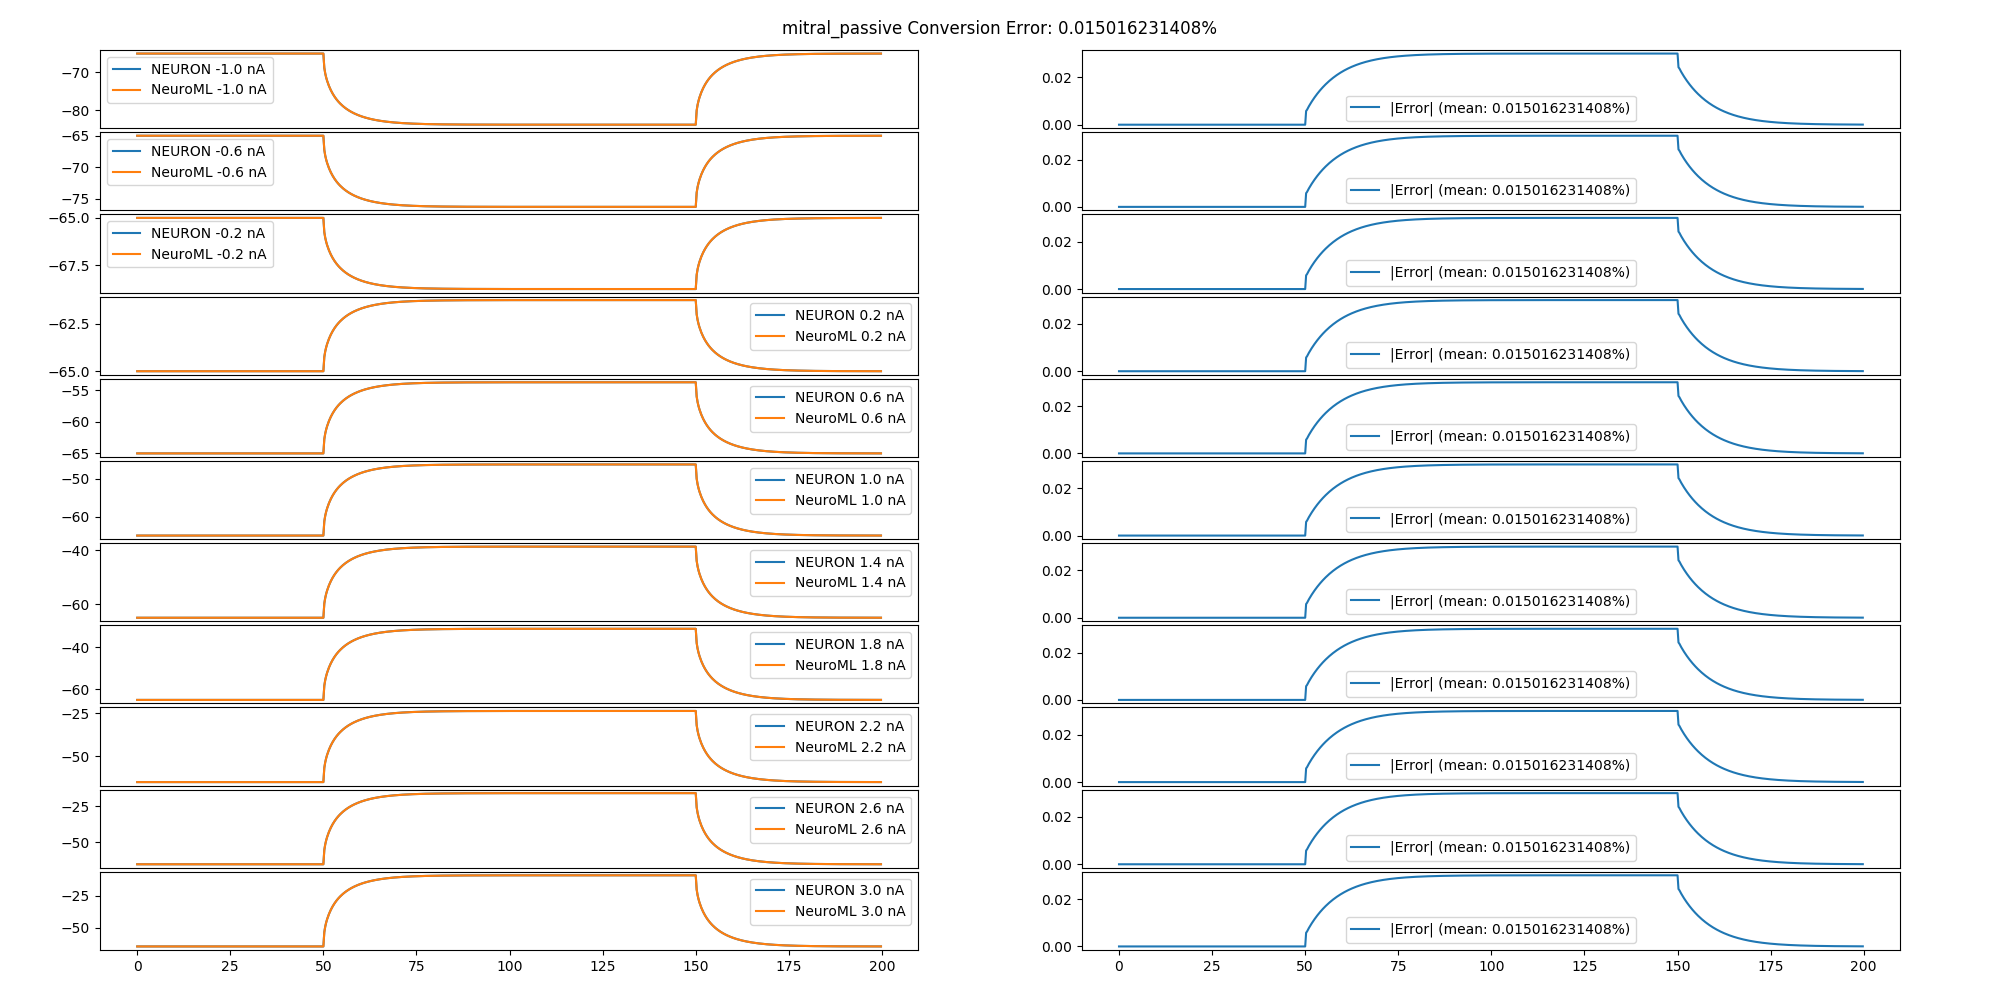 mitral_passive Conversion Error: 0.015016231408%
−70
−80
NEURON -1.0 nA
NeuroML -1.0 nA
0.02
0.00
|Error| (mean: 0.015016231408%)
−65
−70
−75
NEURON -0.6 nA
NeuroML -0.6 nA
0.02
0.00
|Error| (mean: 0.015016231408%)
−65.0
−67.5
NEURON -0.2 nA
NeuroML -0.2 nA
0.02
0.00
|Error| (mean: 0.015016231408%)
−62.5
−65.0
NEURON 0.2 nA
NeuroML 0.2 nA
0.02
0.00
|Error| (mean: 0.015016231408%)
−55
−60
−65
NEURON 0.6 nA
NeuroML 0.6 nA
0.02
0.00
|Error| (mean: 0.015016231408%)
−50
−60
NEURON 1.0 nA
NeuroML 1.0 nA
0.02
0.00
|Error| (mean: 0.015016231408%)
−40
−60
NEURON 1.4 nA
NeuroML 1.4 nA
0.02
0.00
|Error| (mean: 0.015016231408%)
−40
−60
NEURON 1.8 nA
NeuroML 1.8 nA
0.02
0.00
|Error| (mean: 0.015016231408%)
−25
−50
NEURON 2.2 nA
NeuroML 2.2 nA
0.02
0.00
|Error| (mean: 0.015016231408%)
−25
−50
NEURON 2.6 nA
NeuroML 2.6 nA
0.02
0.00
|Error| (mean: 0.015016231408%)
−25
−50
NEURON 3.0 nA
NeuroML 3.0 nA
0.02
0.00
|Error| (mean: 0.015016231408%)
0 25 50 75 100 125 150 175 200
0 25 50 75 100 125 150 175 200